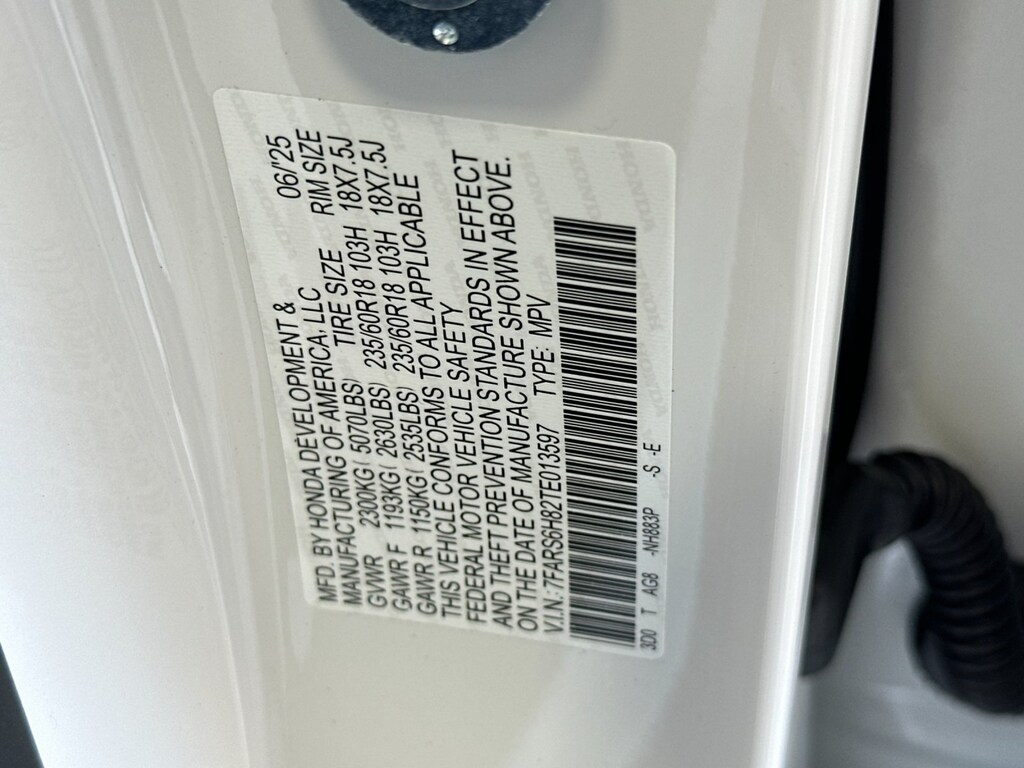 MFD. BY HONDA DEVELOPMENT & 06/'25
MANUFACTURING OF AMERICA, LLC
TIRE SIZE RIM SIZE
GVWR 2300KG( 5070LBS) 235/60R18 103H 18X7.5J
GAWR F 1193KG( 2630LBS) 235/60R18 103H 18X7.5J
GAWR R 1150KG( 2535LBS)
THIS VEHICLE CONFORMS TO ALL APPLICABLE
FEDERAL MOTOR VEHICLE SAFETY
AND THEFT PREVENTION STANDARDS IN EFFECT
ON THE DATE OF MANUFACTURE SHOWN ABOVE.
V.I.N.: 7FARS6H82TE013597 TYPE: MPV
3D0 T AG8 -NH883P -S -E